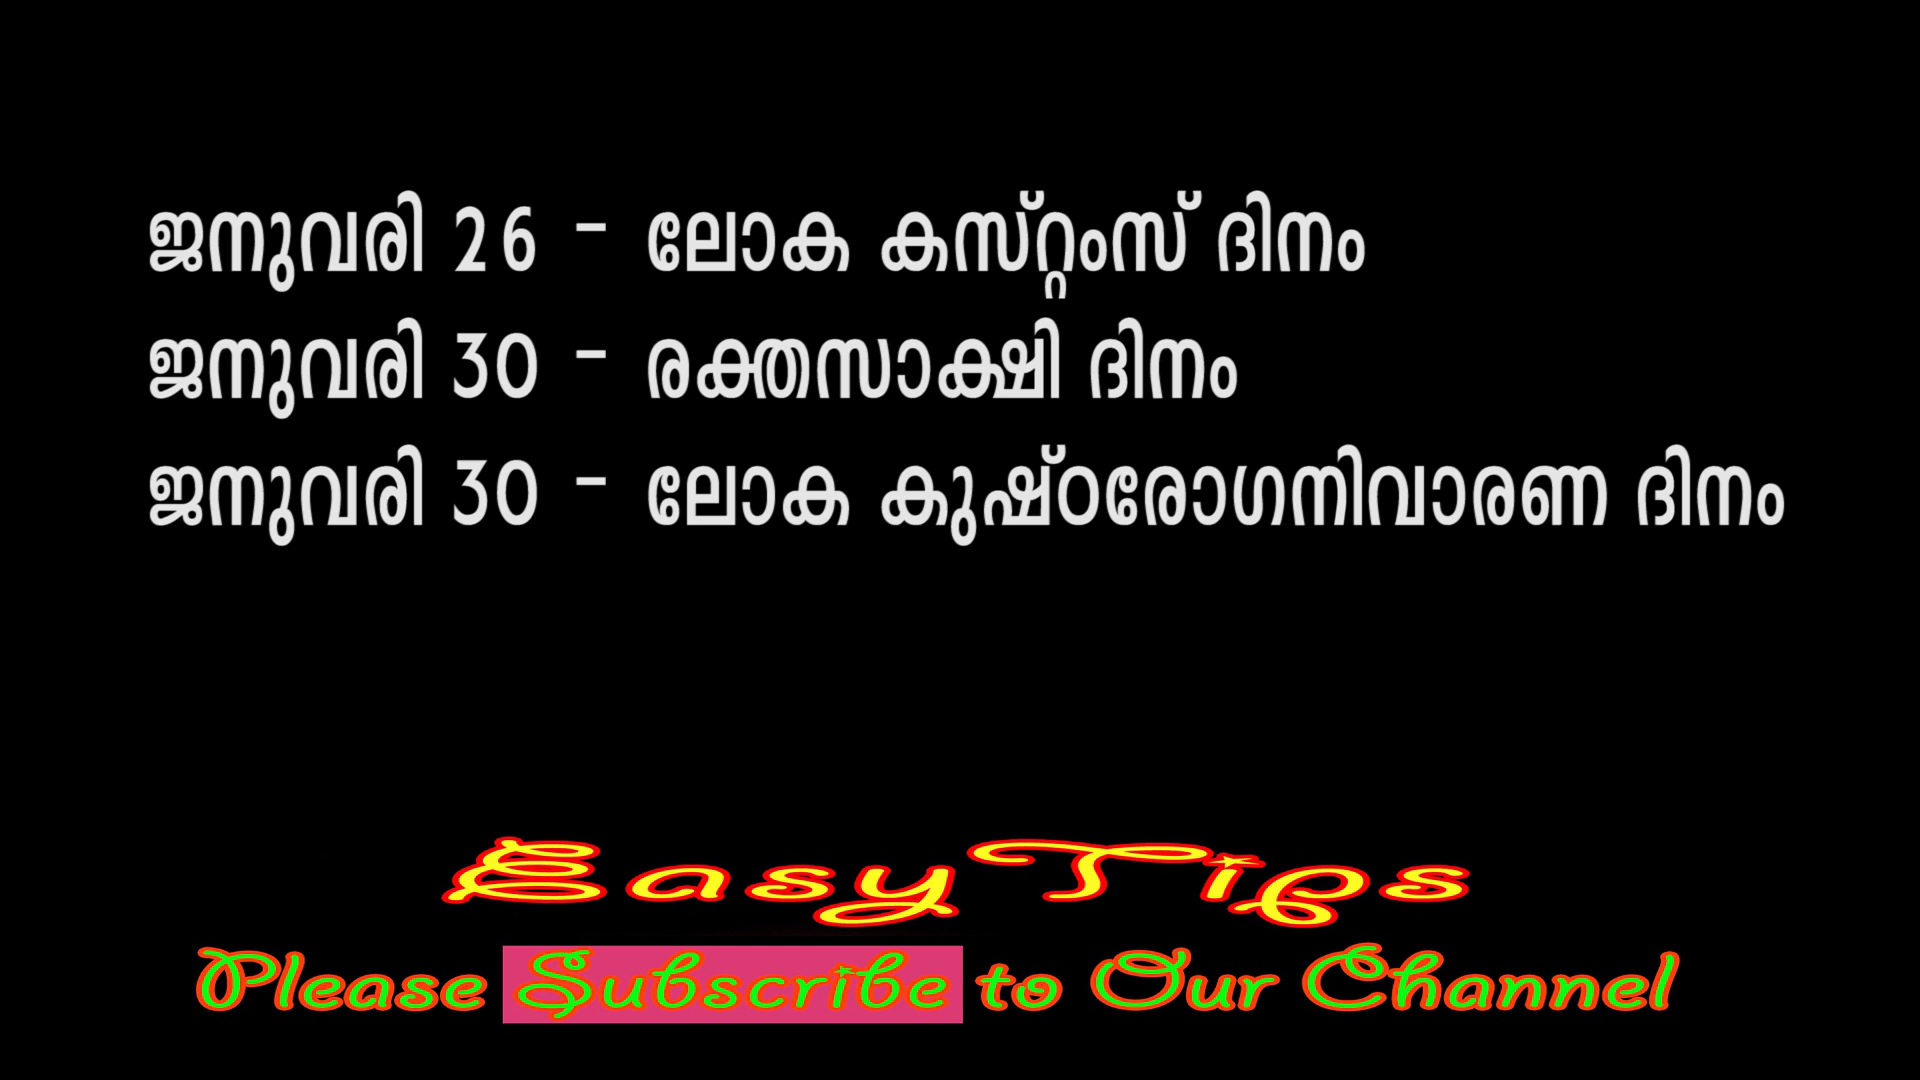 ജനുവരി 26 - ലോക കസ്റ്റംസ് ദിനം
ജനുവരി 30 - രക്തസാക്ഷി ദിനം
ജനുവരി 30 - ലോക കുഷ്ഠരോഗനിവാരണ ദിനം
Easy Tips
Please Subscribe to Our Channel